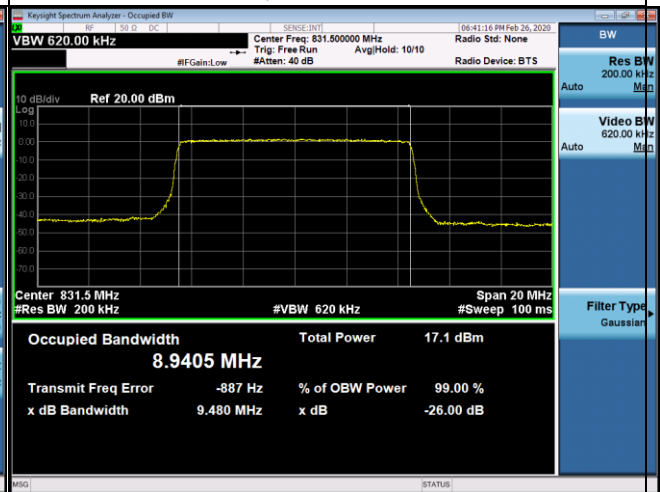 Keysight Spectrum Analyzer - Occupied BW
RF 50 Ω DC SENSE:INT 06:41:16 PM Feb 26, 2020
VBW 620.00 kHz Center Freq: 831.500000 MHz Radio Std: None BW
Trig: Free Run Avg|Hold: 10/10
#IFGain:Low #Atten: 40 dB Radio Device: BTS
Res BW
200.00 kHz
Auto Man
10 dB/div Ref 20.00 dBm
Log
10.0
0.00
-10.0
-20.0
-30.0
-40.0
-50.0
-60.0
-70.0
Video BW
620.00 kHz
Auto Man
Center 831.5 MHz Span 20 MHz
#Res BW 200 kHz #VBW 620 kHz #Sweep 100 ms
Filter Type
Gaussian
Occupied Bandwidth Total Power 17.1 dBm
8.9405 MHz
Transmit Freq Error -887 Hz % of OBW Power 99.00 %
x dB Bandwidth 9.480 MHz x dB -26.00 dB
MSG STATUS